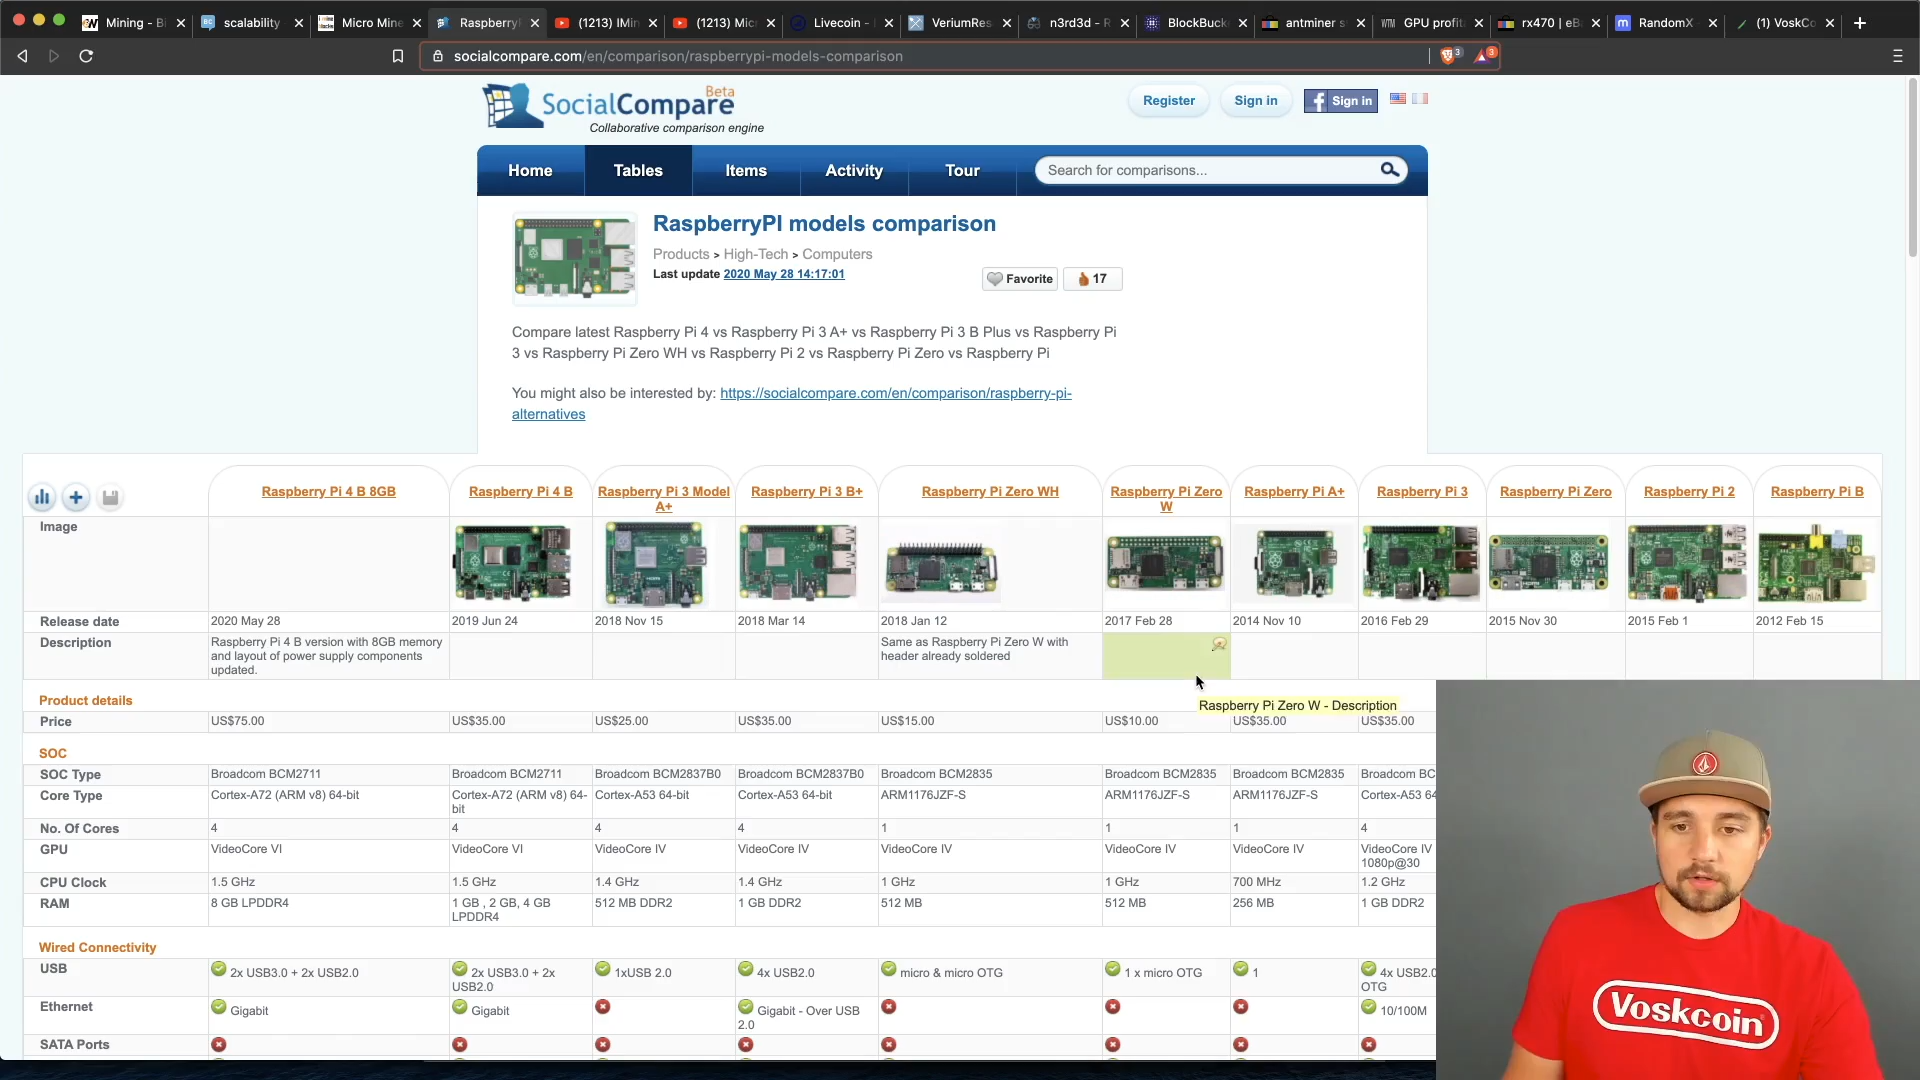 Mining - Bi
scalability
Micro Mine
Raspberry
(1213) IMin
(1213) Mic
Livecoin -
VeriumRes
n3rd3d - R
BlockBuck
antminer s
GPU profit
rx470 | eB
RandomX
(1) VoskCo
socialcompare.com/en/comparison/raspberrypi-models-comparison
3
3
SocialCompare Beta
Collaborative comparison engine
Register Sign in f Sign in
Home Tables Items Activity Tour Search for comparisons...
RaspberryPI models comparison
Products > High-Tech > Computers
Last update 2020 May 28 14:17:01
Favorite 17
Compare latest Raspberry Pi 4 vs Raspberry Pi 3 A+ vs Raspberry Pi 3 B Plus vs Raspberry Pi
3 vs Raspberry Pi Zero WH vs Raspberry Pi 2 vs Raspberry Pi Zero vs Raspberry Pi
You might also be interested by: https://socialcompare.com/en/comparison/raspberry-pi-
alternatives
Raspberry Pi 4 B 8GB Raspberry Pi 4 B Raspberry Pi 3 Model Raspberry Pi 3 B+ Raspberry Pi Zero WH Raspberry Pi Zero Raspberry Pi A+ Raspberry Pi 3 Raspberry Pi Zero Raspberry Pi 2 Raspberry Pi B
A+ W
Image
Release date 2020 May 28 2019 Jun 24 2018 Nov 15 2018 Mar 14 2018 Jan 12 2017 Feb 28 2014 Nov 10 2016 Feb 29 2015 Nov 30 2015 Feb 1 2012 Feb 15
Description Raspberry Pi 4 B version with 8GB memory Same as Raspberry Pi Zero W with
and layout of power supply components header already soldered
updated.
Product details
Raspberry Pi Zero W - Description
Price US$75.00 US$35.00 US$25.00 US$35.00 US$15.00 US$10.00 US$35.00 US$35.00
SOC
SOC Type Broadcom BCM2711 Broadcom BCM2711 Broadcom BCM2837B0 Broadcom BCM2837B0 Broadcom BCM2835 Broadcom BCM2835 Broadcom BCM2835 Broadcom BC
Core Type Cortex-A72 (ARM v8) 64-bit Cortex-A72 (ARM v8) 64- Cortex-A53 64-bit Cortex-A53 64-bit ARM1176JZF-S ARM1176JZF-S ARM1176JZF-S Cortex-A53 64
bit
No. Of Cores 4 4 4 4 1 1 1 4
GPU VideoCore VI VideoCore VI VideoCore IV VideoCore IV VideoCore IV VideoCore IV VideoCore IV VideoCore IV
1080p@30
CPU Clock 1.5 GHz 1.5 GHz 1.4 GHz 1.4 GHz 1 GHz 1 GHz 700 MHz 1.2 GHz
RAM 8 GB LPDDR4 1 GB , 2 GB, 4 GB 512 MB DDR2 1 GB DDR2 512 MB 512 MB 256 MB 1 GB DDR2
LPDDR4
Wired Connectivity
USB 2x USB3.0 + 2x USB2.0 2x USB3.0 + 2x 1xUSB 2.0 4x USB2.0 micro & micro OTG 1 x micro OTG 1 4x USB2.0
USB2.0 OTG
Ethernet Gigabit Gigabit Gigabit - Over USB 10/100M
2.0
SATA Ports
Voskcoin